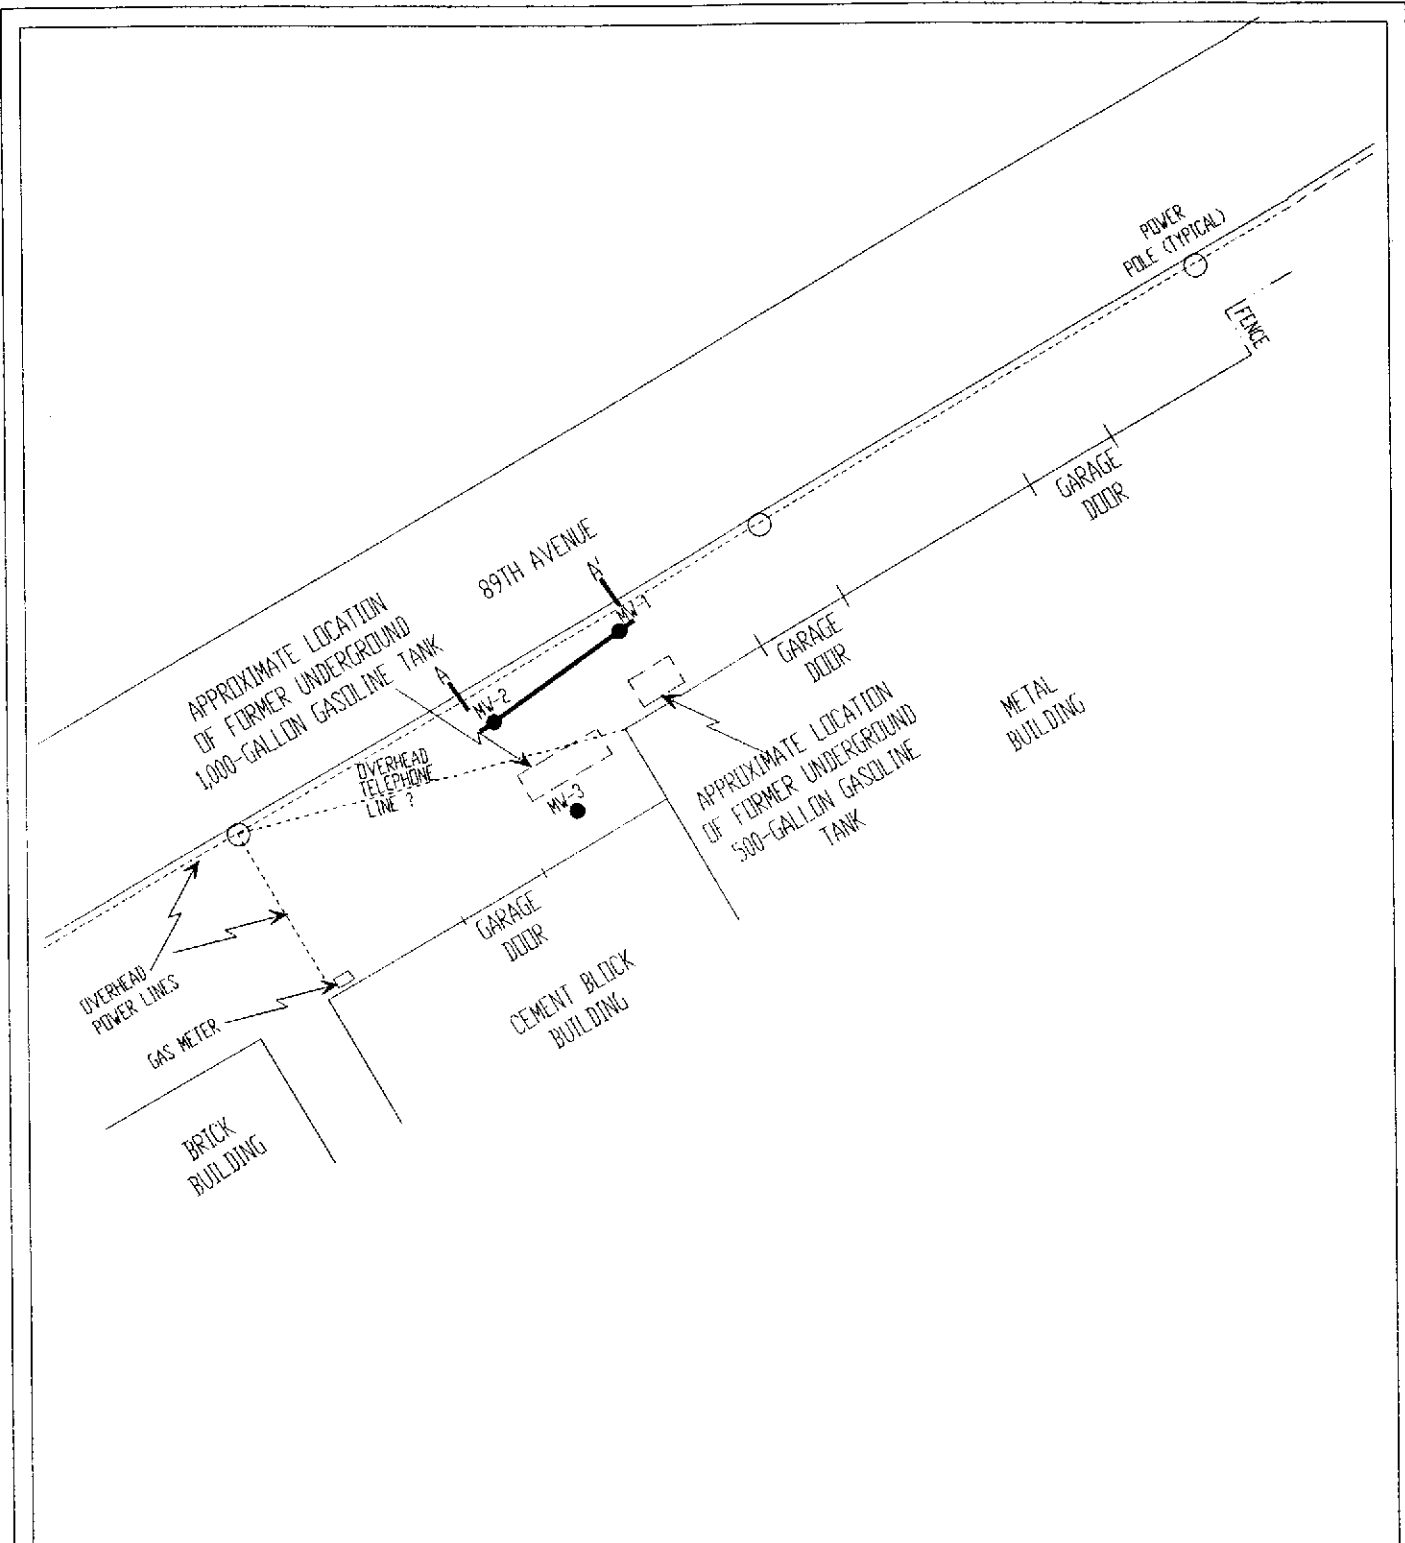 POWER
POLE (TYPICAL)
FENCE
GARAGE
DOOR
89TH AVENUE
A'
MW-1
APPROXIMATE LOCATION
OF FORMER UNDERGROUND
1,000-GALLON GASOLINE TANK
A
MW-2
GARAGE
DOOR
METAL
BUILDING
OVERHEAD
TELEPHONE
LINE ?
MW-3
APPROXIMATE LOCATION
OF FORMER UNDERGROUND
500-GALLON GASOLINE
TANK
GARAGE
DOOR
OVERHEAD
POWER LINES
CEMENT BLOCK
BUILDING
GAS METER
BRICK
BUILDING